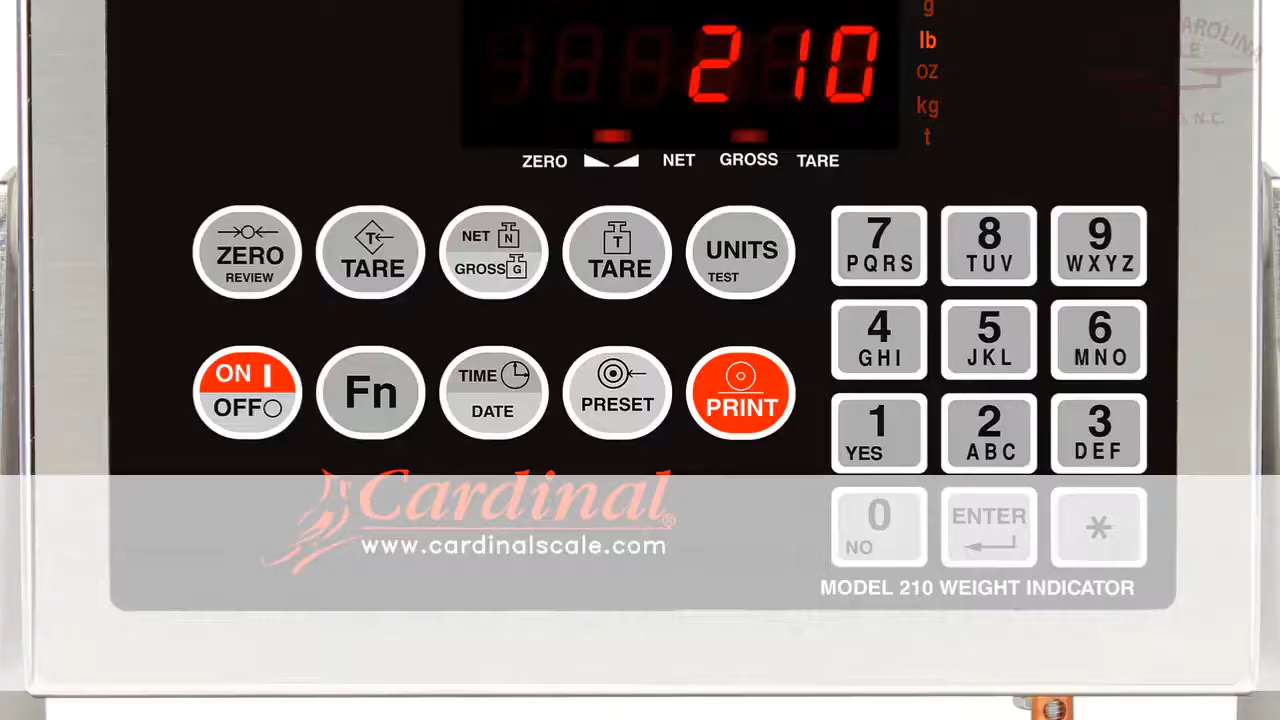 210
g
lb
oz
kg
t
ZERO NET GROSS TARE
ZERO
REVIEW
T
TARE
NET N
GROSS G
T
TARE
UNITS
TEST
7
PQRS
8
TUV
9
WXYZ
4
GHI
5
JKL
6
MNO
ON
OFF
Fn
TIME
DATE
PRESET
PRINT
1
YES
2
ABC
3
DEF
0
NO
ENTER
*
Cardinal®
www.cardinalscale.com
MODEL 210 WEIGHT INDICATOR
N.C.